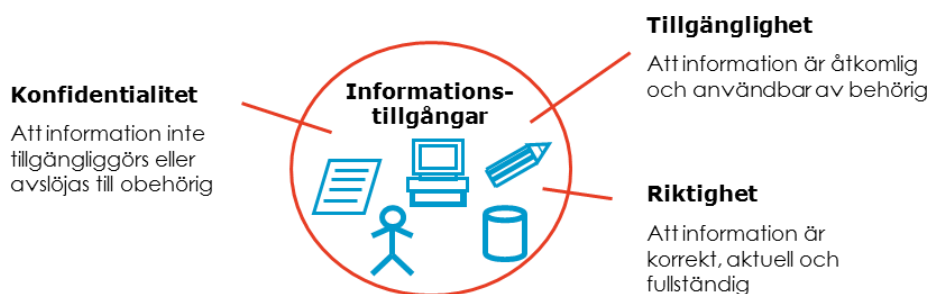 Konfidentialitet
Att information inte
tillgängliggörs eller
avslöjas till obehörig
Informations-
tillgångar
Tillgänglighet
Att information är åtkomlig
och användbar av behörig
Riktighet
Att information är
korrekt, aktuell och
fullständig